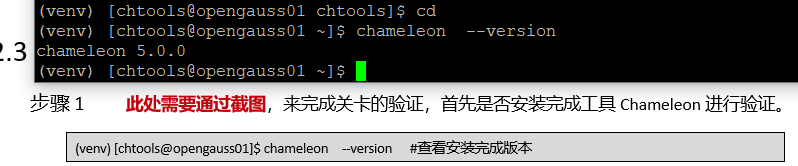 (venv) [chtools@opengauss01 chtools]$ cd
(venv) [chtools@opengauss01 ~]$ chameleon  --version
chameleon 5.0.0
(venv) [chtools@opengauss01 ~]$
2.3
步骤 1 此处需要通过截图，来完成关卡的验证，首先是否安装完成工具 Chameleon 进行验证。
(venv) [chtools@opengauss01]$ chameleon --version #查看安装完成版本